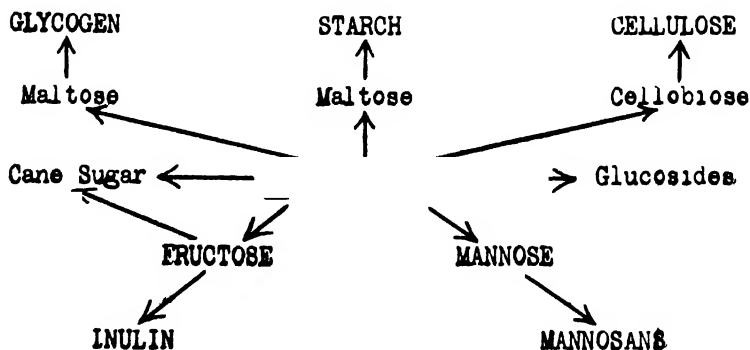 GLYCOGEN STARCH CELLULOSE
Maltose Maltose Cellobiose
Cane Sugar Glucosides
FRUCTOSE MANNOSE
INULIN MANNOSANS